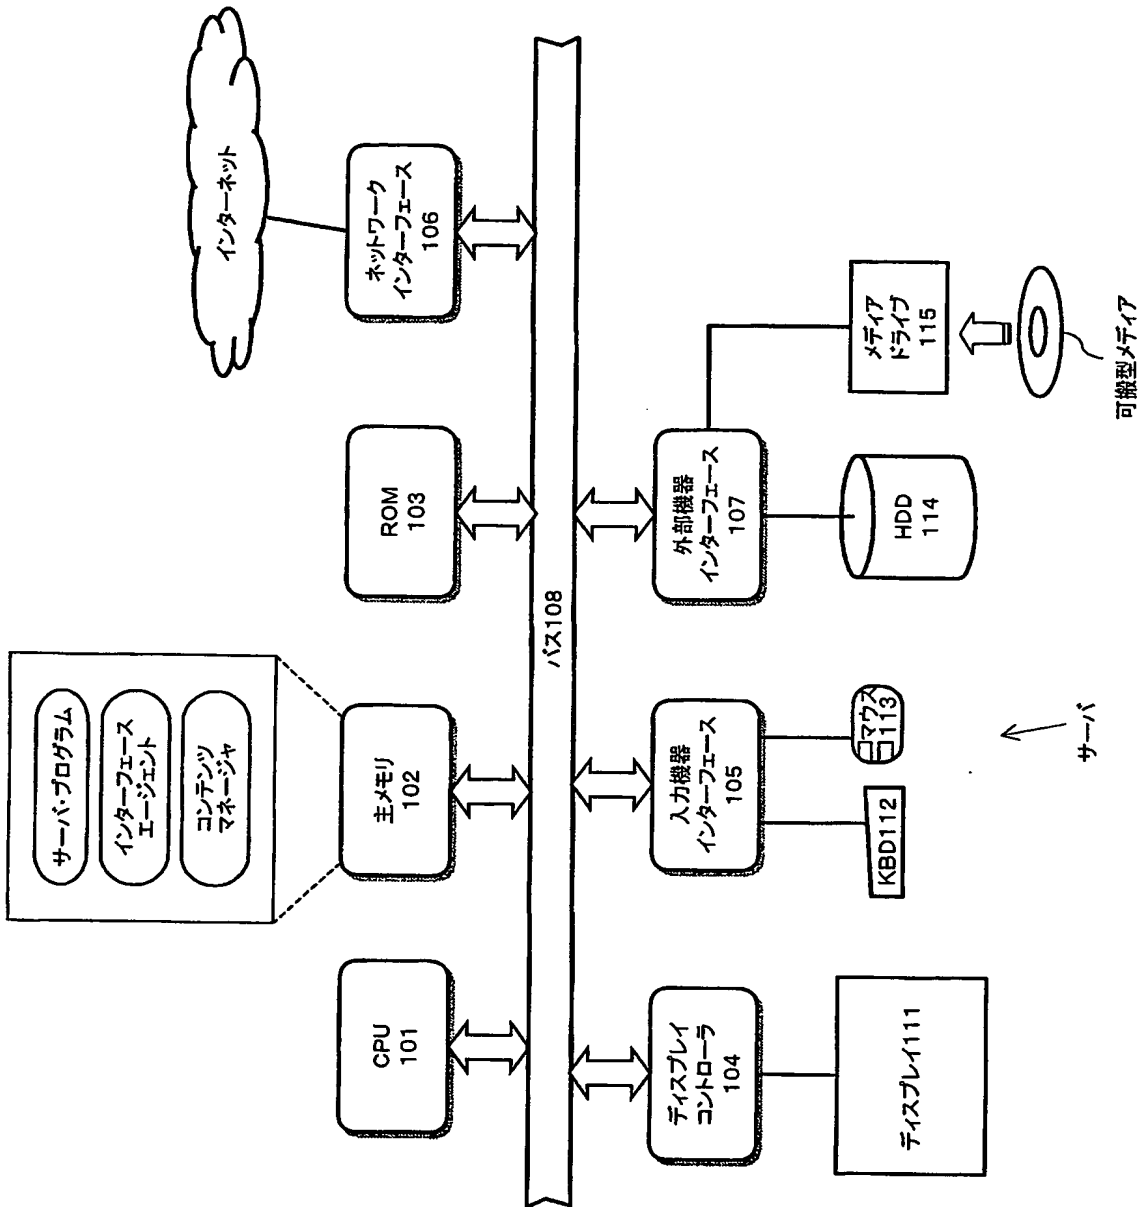 サーバ・プログラム
インターフェース
エージェント
コンテンツ
マネージャ
インターネット
CPU
101
主メモリ
102
ROM
103
ネットワーク
インターフェース
106
バス108
ディスプレイ
コントローラ
104
入力機器
インターフェース
105
外部機器
インターフェース
107
ディスプレイ111
KBD112
マウス
113
HDD
114
メディア
ドライブ
115
可搬型メディア
サーバ